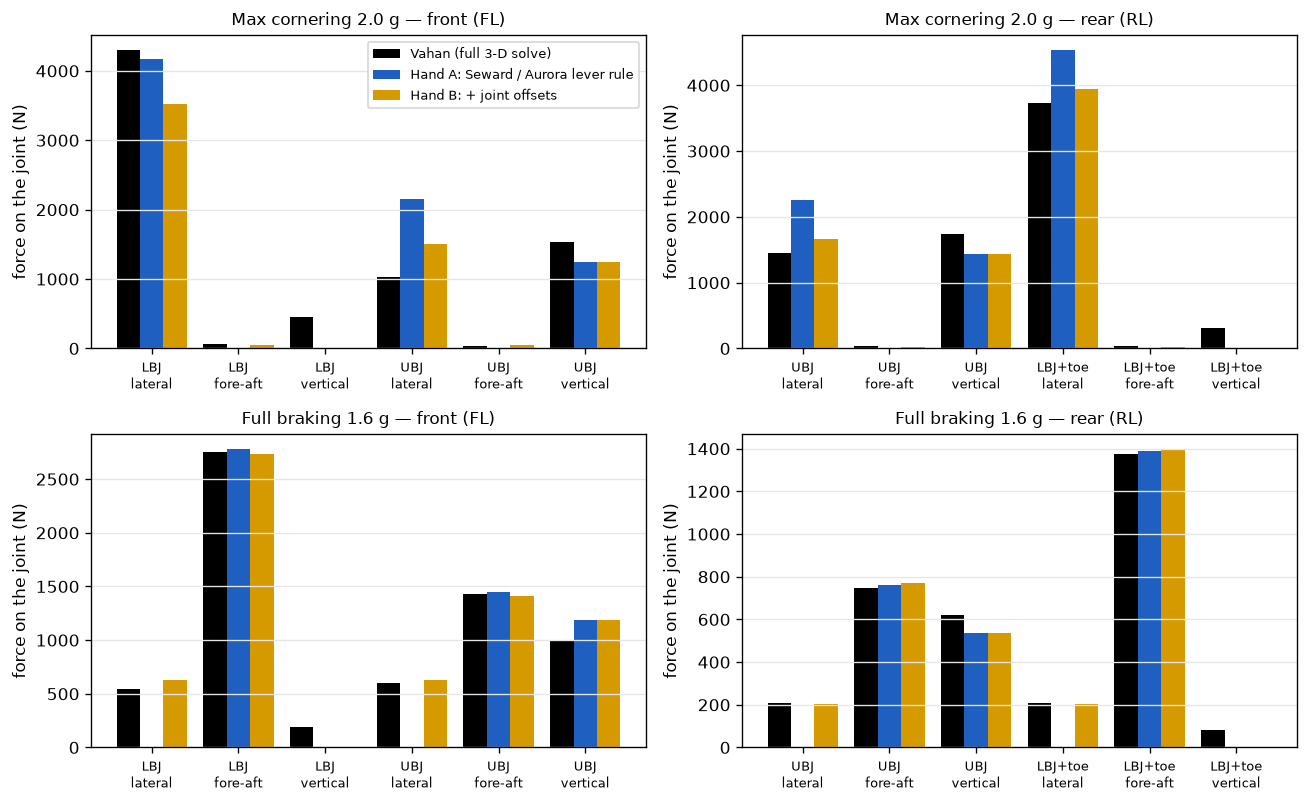 Max cornering 2.0 g — front (FL)
force on the joint (N)
4000
3000
2000
1000
0
Vahan (full 3-D solve)
Hand A: Seward / Aurora lever rule
Hand B: + joint offsets
LBJ lateral
LBJ fore-aft
LBJ vertical
UBJ lateral
UBJ fore-aft
UBJ vertical
Max cornering 2.0 g — rear (RL)
force on the joint (N)
4000
3000
2000
1000
0
UBJ lateral
UBJ fore-aft
UBJ vertical
LBJ+toe lateral
LBJ+toe fore-aft
LBJ+toe vertical
Full braking 1.6 g — front (FL)
force on the joint (N)
2500
2000
1500
1000
500
0
LBJ lateral
LBJ fore-aft
LBJ vertical
UBJ lateral
UBJ fore-aft
UBJ vertical
Full braking 1.6 g — rear (RL)
force on the joint (N)
1400
1200
1000
800
600
400
200
0
UBJ lateral
UBJ fore-aft
UBJ vertical
LBJ+toe lateral
LBJ+toe fore-aft
LBJ+toe vertical